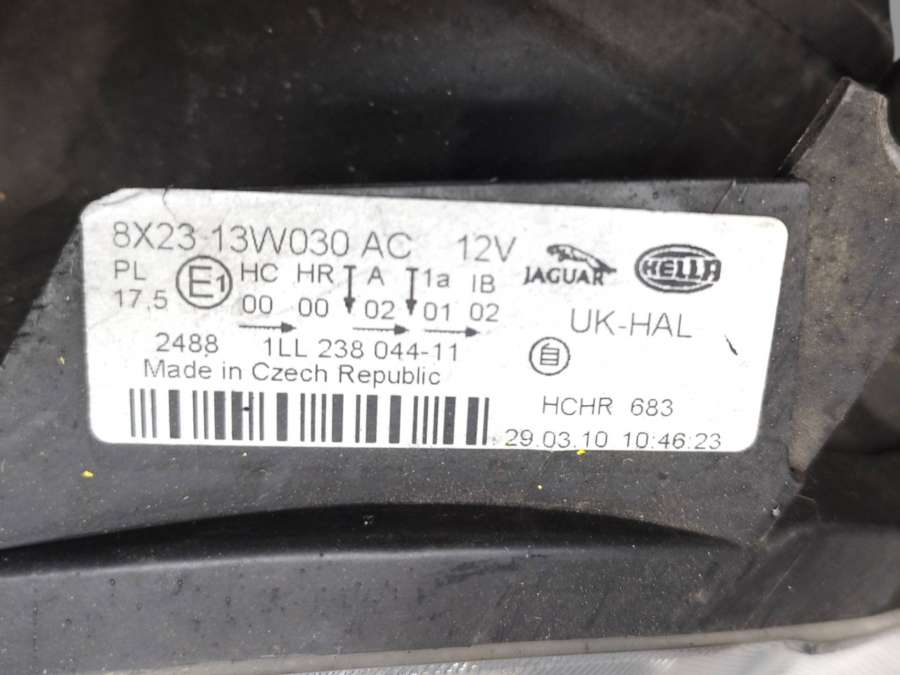 8X23-13W030 AC 12V JAGUAR HELLA
PL E1 HC HR A 1a IB
17,5 00 00 02 01 02
UK-HAL
2488 1LL 238 044-11
Made in Czech Republic
HCHR 683
29.03.10 10:46:23